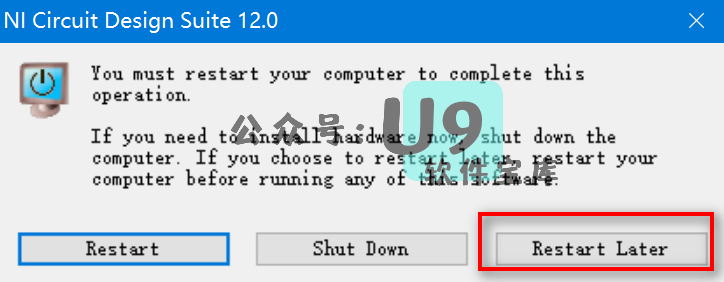 NI Circuit Design Suite 12.0
You must restart your computer to complete this
operation.
If you need to install hardware now, shut down the
computer. If you choose to restart later, restart your
computer before running any of this software.
公众号:U9
软件宝库
Restart
Shut Down
Restart Later